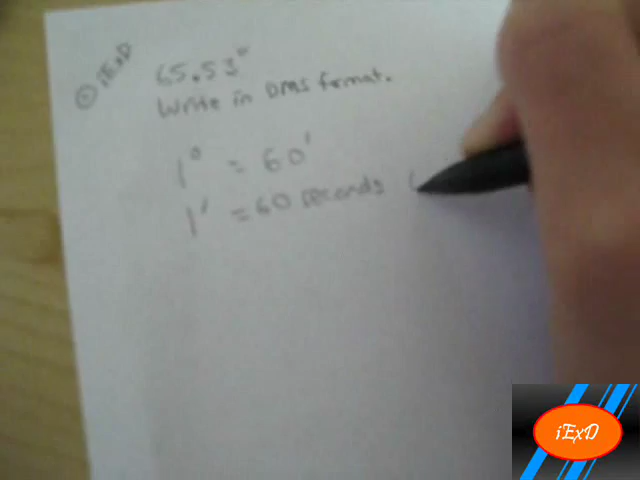 © iExD
65.53°
Write in DMS format.
1° = 60'
1' = 60 seconds (
iExD